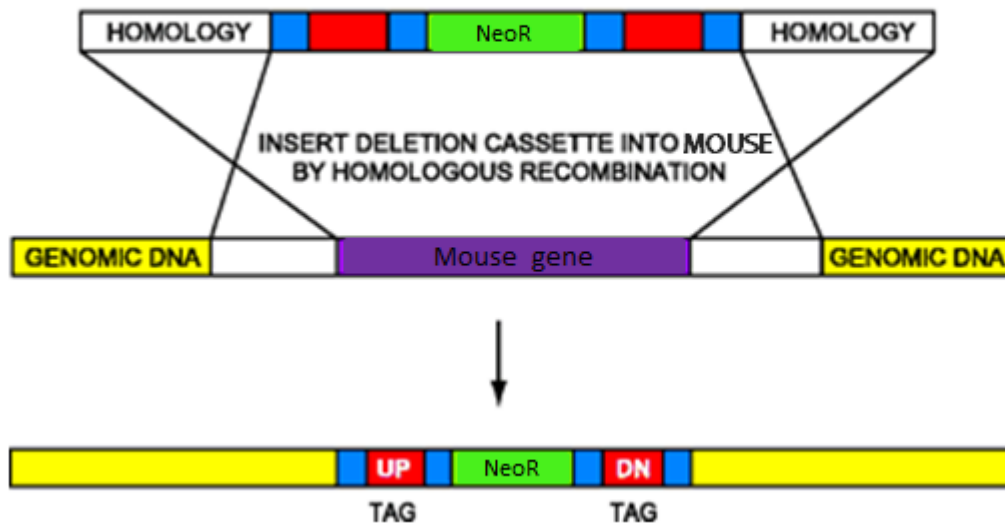 HOMOLOGY NeoR HOMOLOGY
INSERT DELETION CASSETTE INTO MOUSE
BY HOMOLOGOUS RECOMBINATION
GENOMIC DNA Mouse gene GENOMIC DNA
UP NeoR DN
TAG TAG